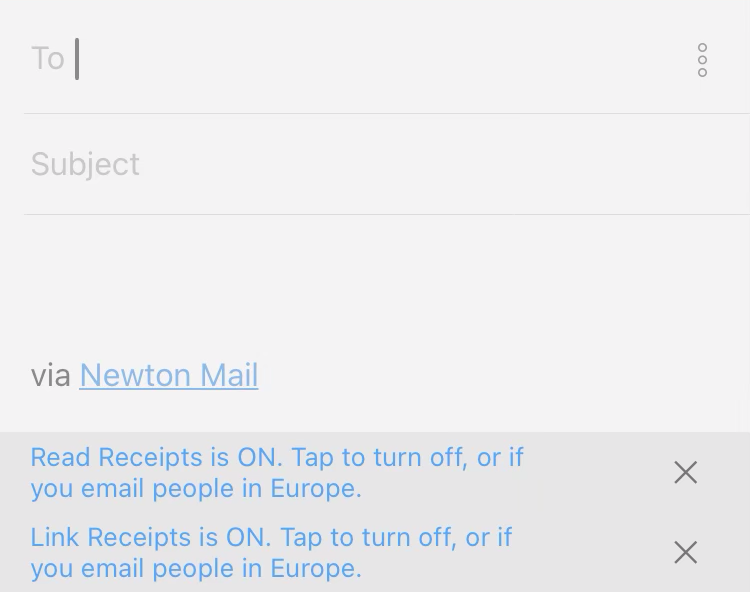 To
Subject
via Newton Mail
Read Receipts is ON. Tap to turn off, or if
you email people in Europe.
Link Receipts is ON. Tap to turn off, or if
you email people in Europe.